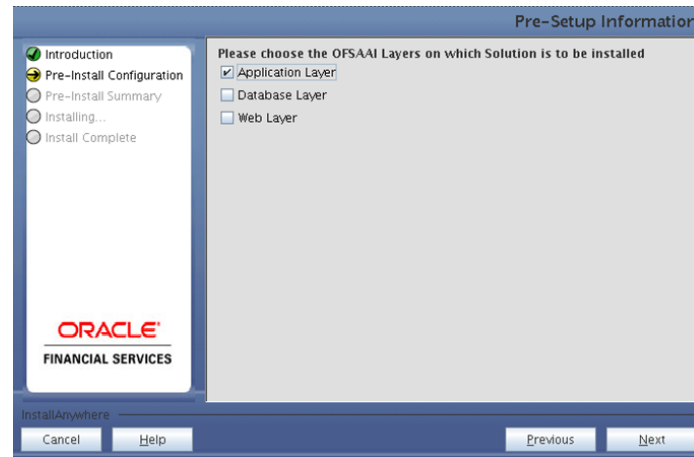 Pre-Setup Information
Introduction
Pre-Install Configuration
Pre-Install Summary
Installing...
Install Complete
Please choose the OFSAAI Layers on which Solution is to be installed
Application Layer
Database Layer
Web Layer
ORACLE
FINANCIAL SERVICES
InstallAnywhere
Cancel
Help
Previous
Next